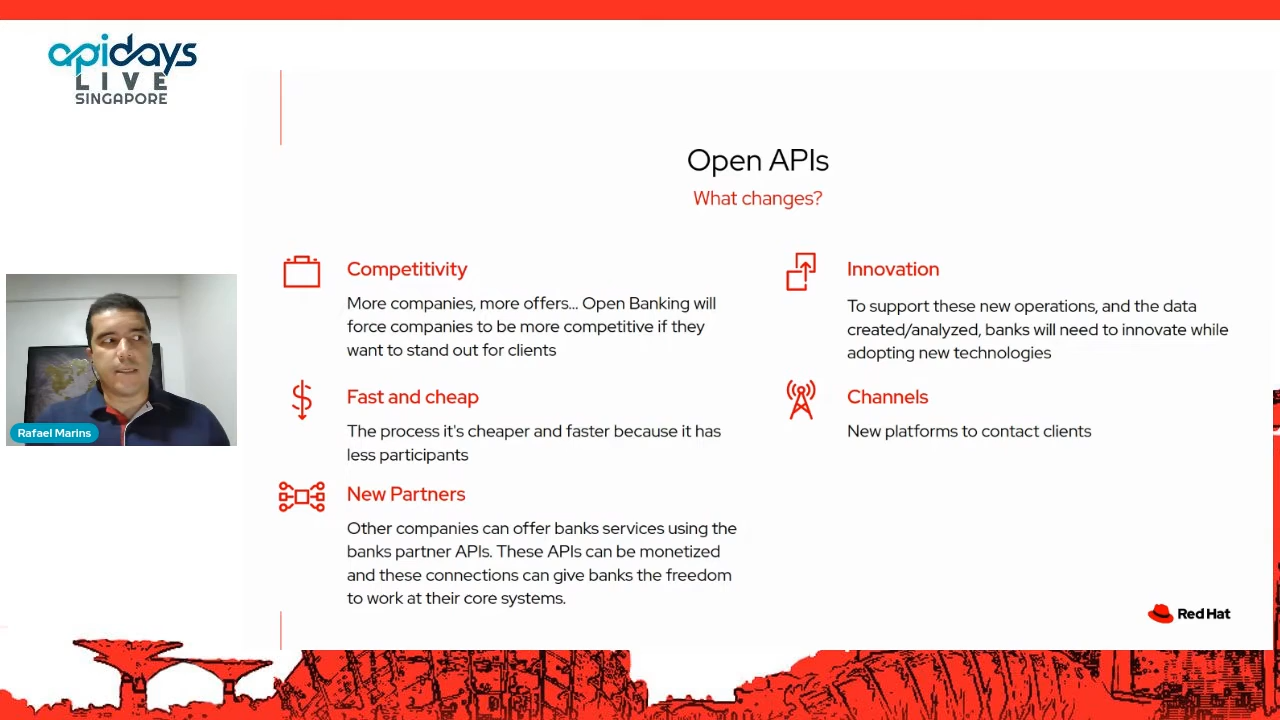 apidays
LIVE
SINGAPORE
Open APIs
What changes?
Competitivity
More companies, more offers... Open Banking will
force companies to be more competitive if they
want to stand out for clients
Fast and cheap
The process it's cheaper and faster because it has
less participants
New Partners
Other companies can offer banks services using the
banks partner APIs. These APIs can be monetized
and these connections can give banks the freedom
to work at their core systems.
Innovation
To support these new operations, and the data
created/analyzed, banks will need to innovate while
adopting new technologies
Channels
New platforms to contact clients
Rafael Marins
Red Hat